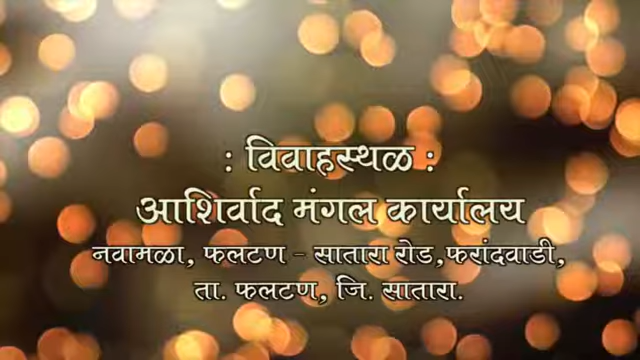 : विवाहस्थळ :
आशिर्वाद मंगल कार्यालय
नवामळा, फलटण - सातारा रोड,फरांदवाडी,
ता. फलटण, जि. सातारा.